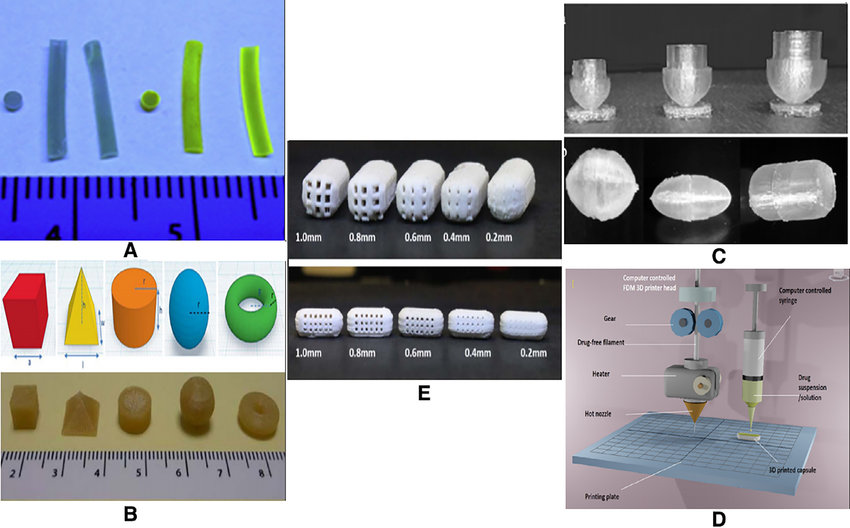 4
5
A
2
3
4
5
6
7
8
B
1.0mm 0.8mm 0.6mm 0.4mm 0.2mm
1.0mm 0.8mm 0.6mm 0.4mm 0.2mm
E
C
Computer controlled
FDM 3D printer head
Gear
Drug-free filament
Heater
Hot nozzle
Printing plate
Computer controlled
syringe
Drug
suspension
/solution
3D printed capsule
D